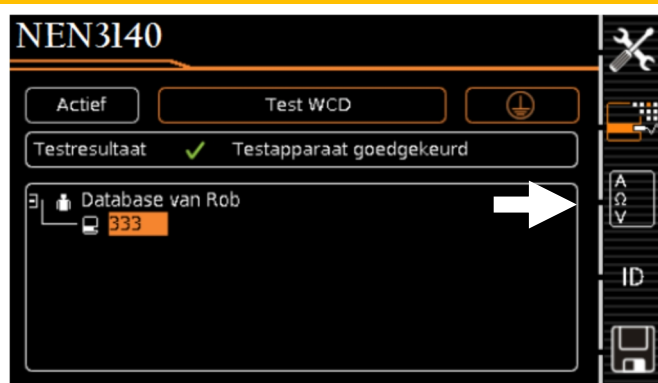 NEN3140
Actief
Test WCD
Testresultaat ✓ Testapparaat goedgekeurd
Database van Rob
333
A
Ω
V
ID